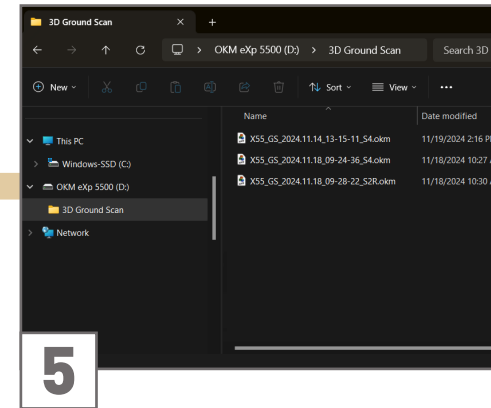 3D Ground Scan
OKM eXp 5500 (D:) > 3D Ground Scan
Search 3D
New
Sort
View
Name
Date modified
This PC
Windows-SSD (C:)
OKM eXp 5500 (D:)
3D Ground Scan
Network
X55_GS_2024.11.14_13-15-11_S4.okm 11/19/2024 2:16 P
X55_GS_2024.11.18_09-24-36_S4.okm 11/18/2024 10:27
X55_GS_2024.11.18_09-28-22_S2R.okm 11/18/2024 10:30
5